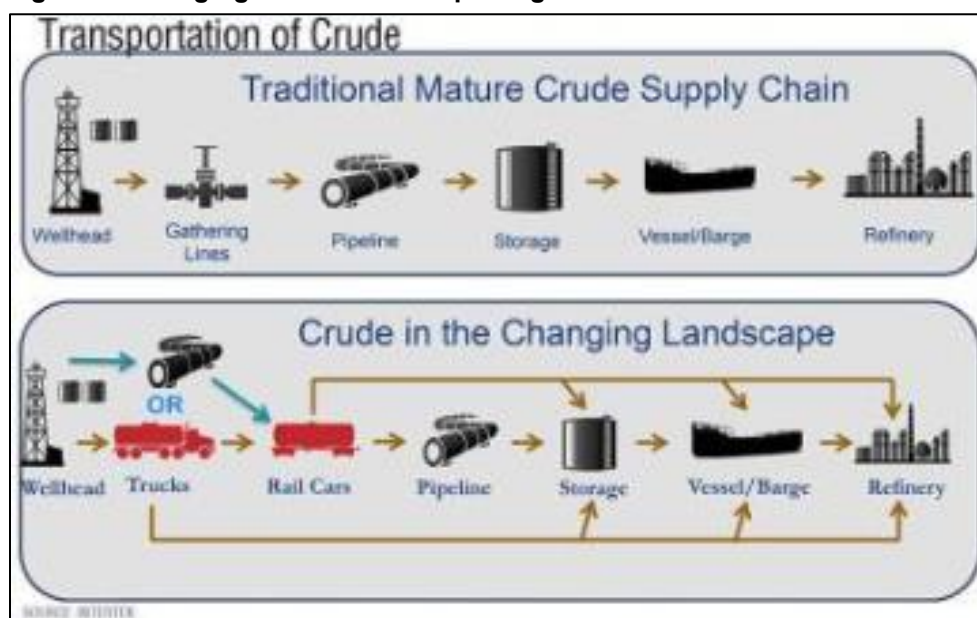 Transportation of Crude
Traditional Mature Crude Supply Chain
Wellhead
Gathering
Lines
Pipeline
Storage
Vessel/Barge
Refinery
Crude in the Changing Landscape
OR
Wellhead
Trucks
Rail Cars
Pipeline
Storage
Vessel/Barge
Refinery